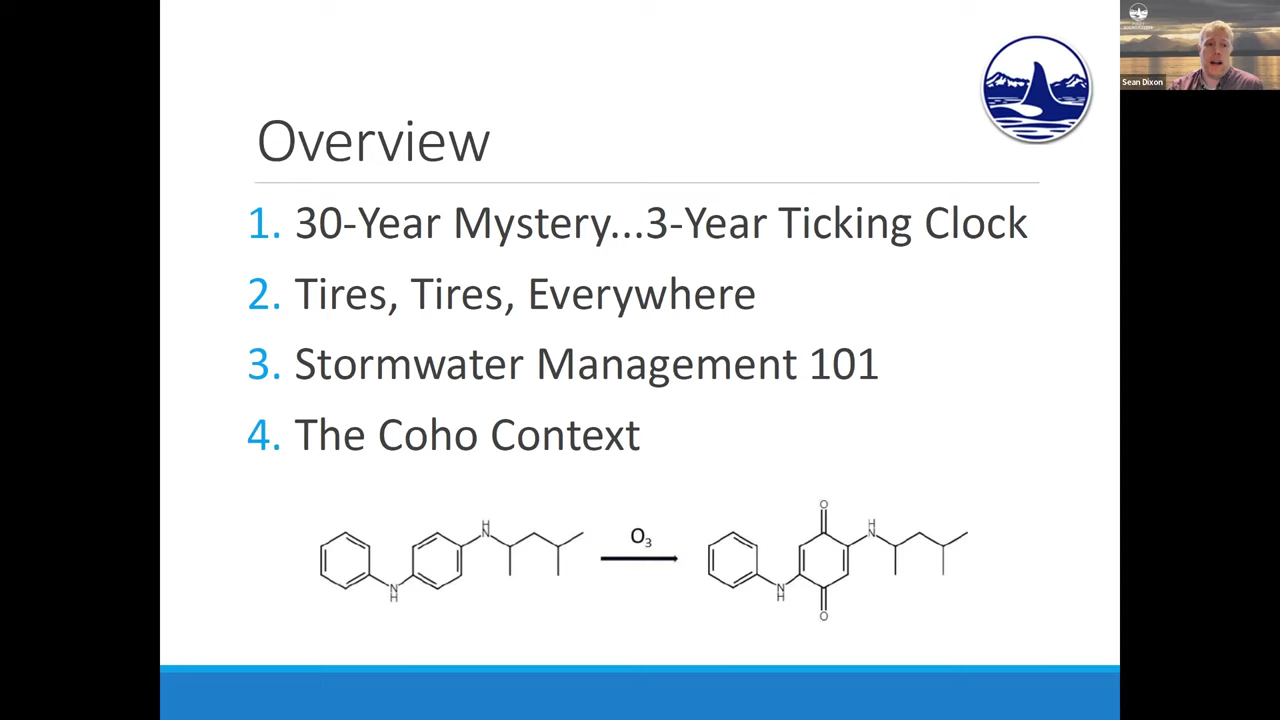 Sean Dixon
Overview
1. 30-Year Mystery...3-Year Ticking Clock
2. Tires, Tires, Everywhere
3. Stormwater Management 101
4. The Coho Context
H
N
N
H
O3
O
H
N
N
H
O